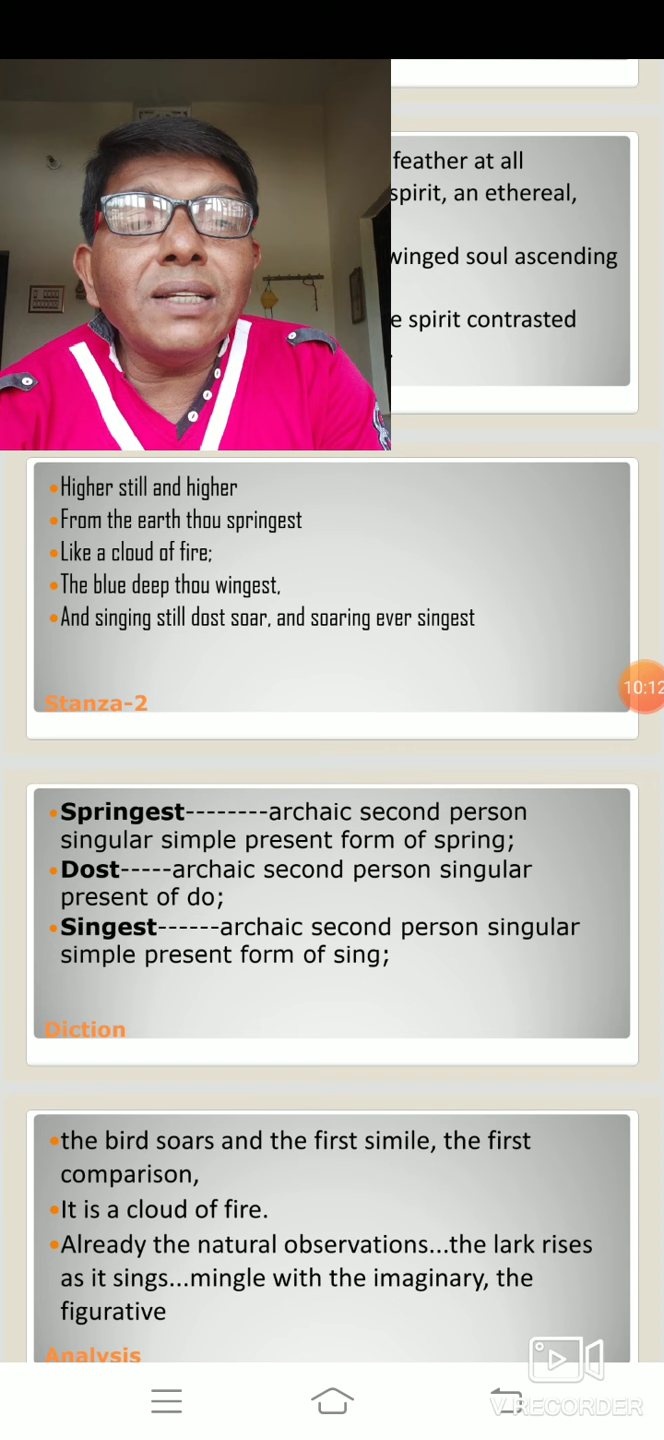 feather at all
spirit, an ethereal,
winged soul ascending
e spirit contrasted
.
•Higher still and higher
•From the earth thou springest
•Like a cloud of fire;
•The blue deep thou wingest,
•And singing still dost soar, and soaring ever singest
10:12
Stanza-2
•Springest--------archaic second person
singular simple present form of spring;
•Dost-----archaic second person singular
present of do;
•Singest------archaic second person singular
simple present form of sing;
Diction
•the bird soars and the first simile, the first
comparison,
•It is a cloud of fire.
•Already the natural observations...the lark rises
as it sings...mingle with the imaginary, the
figurative
Analysis
V RECORDER